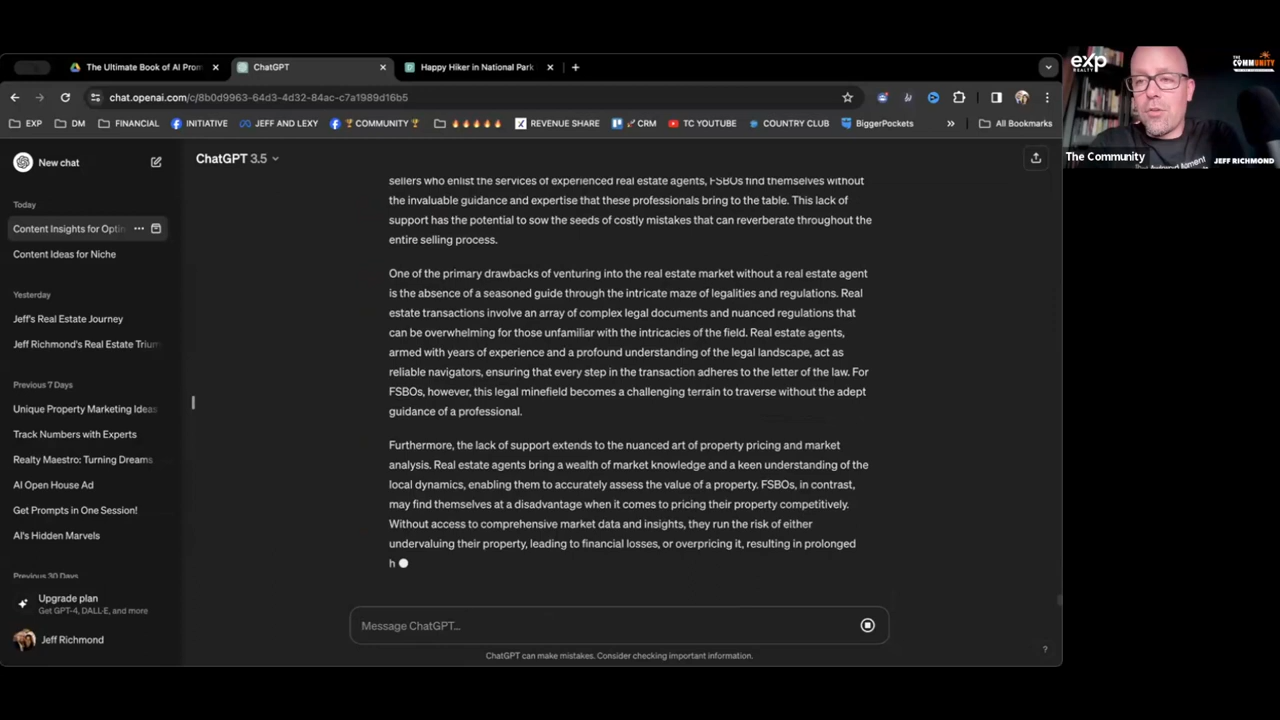 The Ultimate Book of AI Prom
ChatGPT
Happy Hiker in National Park
chat.openai.com/c/8b0d9963-64d3-4d32-84ac-c7a1989d16b5
EXP
DM
FINANCIAL
INITIATIVE
JEFF AND LEXY
🏆 COMMUNITY 🏆
🔥🔥🔥🔥🔥
REVENUE SHARE
🚀 CRM
TC YOUTUBE
COUNTRY CLUB
BiggerPockets
»
All Bookmarks
New chat
Today
Content Insights for Optin
Content Ideas for Niche
Yesterday
Jeff's Real Estate Journey
Jeff Richmond's Real Estate Trium
Previous 7 Days
Unique Property Marketing Ideas
Track Numbers with Experts
Realty Maestro: Turning Dreams
AI Open House Ad
Get Prompts in One Session!
AI's Hidden Marvels
Previous 30 Days
Upgrade plan
Get GPT-4, DALL·E, and more
Jeff Richmond
ChatGPT 3.5
sellers who enlist the services of experienced real estate agents, FSBOs find themselves without
the invaluable guidance and expertise that these professionals bring to the table. This lack of
support has the potential to sow the seeds of costly mistakes that can reverberate throughout the
entire selling process.
One of the primary drawbacks of venturing into the real estate market without a real estate agent
is the absence of a seasoned guide through the intricate maze of legalities and regulations. Real
estate transactions involve an array of complex legal documents and nuanced regulations that
can be overwhelming for those unfamiliar with the intricacies of the field. Real estate agents,
armed with years of experience and a profound understanding of the legal landscape, act as
reliable navigators, ensuring that every step in the transaction adheres to the letter of the law. For
FSBOs, however, this legal minefield becomes a challenging terrain to traverse without the adept
guidance of a professional.
Furthermore, the lack of support extends to the nuanced art of property pricing and market
analysis. Real estate agents bring a wealth of market knowledge and a keen understanding of the
local dynamics, enabling them to accurately assess the value of a property. FSBOs, in contrast,
may find themselves at a disadvantage when it comes to pricing their property competitively.
Without access to comprehensive market data and insights, they run the risk of either
undervaluing their property, leading to financial losses, or overpricing it, resulting in prolonged
h
Message ChatGPT...
ChatGPT can make mistakes. Consider checking important information.
?
exp
REALTY
THE
COMMUNITY
The Community
JEFF RICHMOND